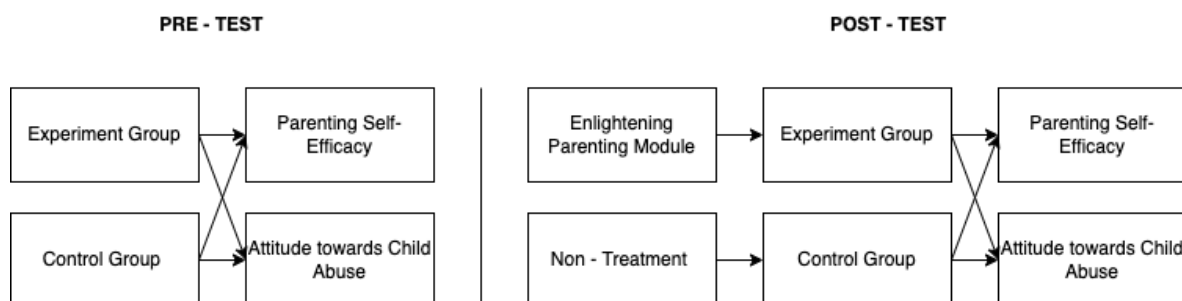 PRE - TEST
POST - TEST
Experiment Group
Parenting Self-
Efficacy
Enlightening
Parenting Module
Experiment Group
Parenting Self-
Efficacy
Control Group
Attitude towards Child
Abuse
Non - Treatment
Control Group
Attitude towards Child
Abuse